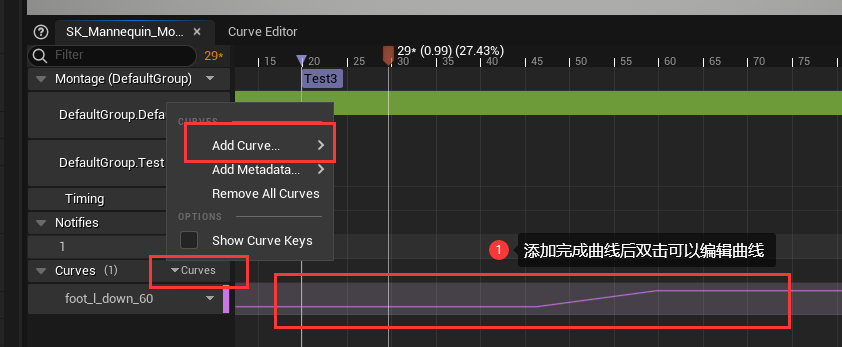 SK_Mannequin_Mo...
Curve Editor
Filter
29*
29* (0.99) (27.43%)
15 20 25 30 35 40 45 50 55 60 65 70 75
Montage (DefaultGroup)
Test3
DefaultGroup.Defa
CURVES
Add Curve...
DefaultGroup.Test
Add Metadata...
Timing
Remove All Curves
OPTIONS
Notifies
Show Curve Keys
1
1 添加完成曲线后双击可以编辑曲线
Curves (1)
Curves
foot_l_down_60